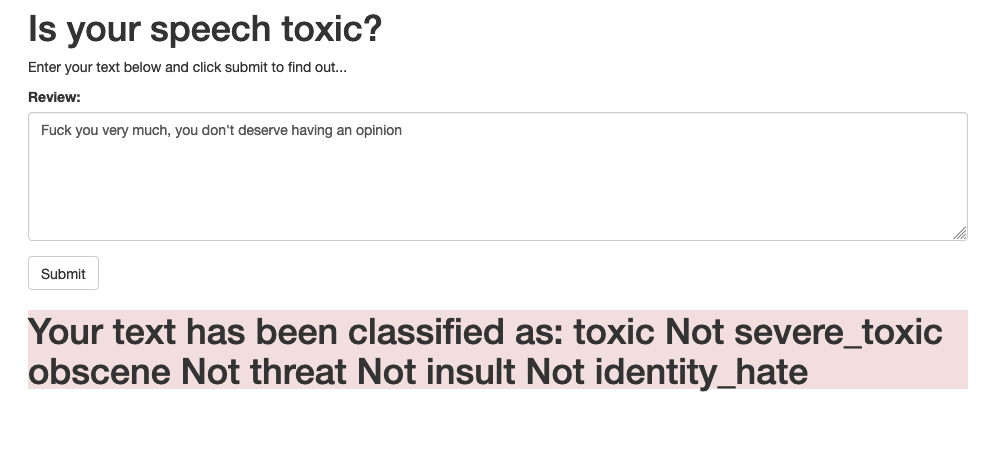 Is your speech toxic?
Enter your text below and click submit to find out...
Review:
Fuck you very much, you don't deserve having an opinion
Submit
Your text has been classified as: toxic Not severe_toxic
obscene Not threat Not insult Not identity_hate